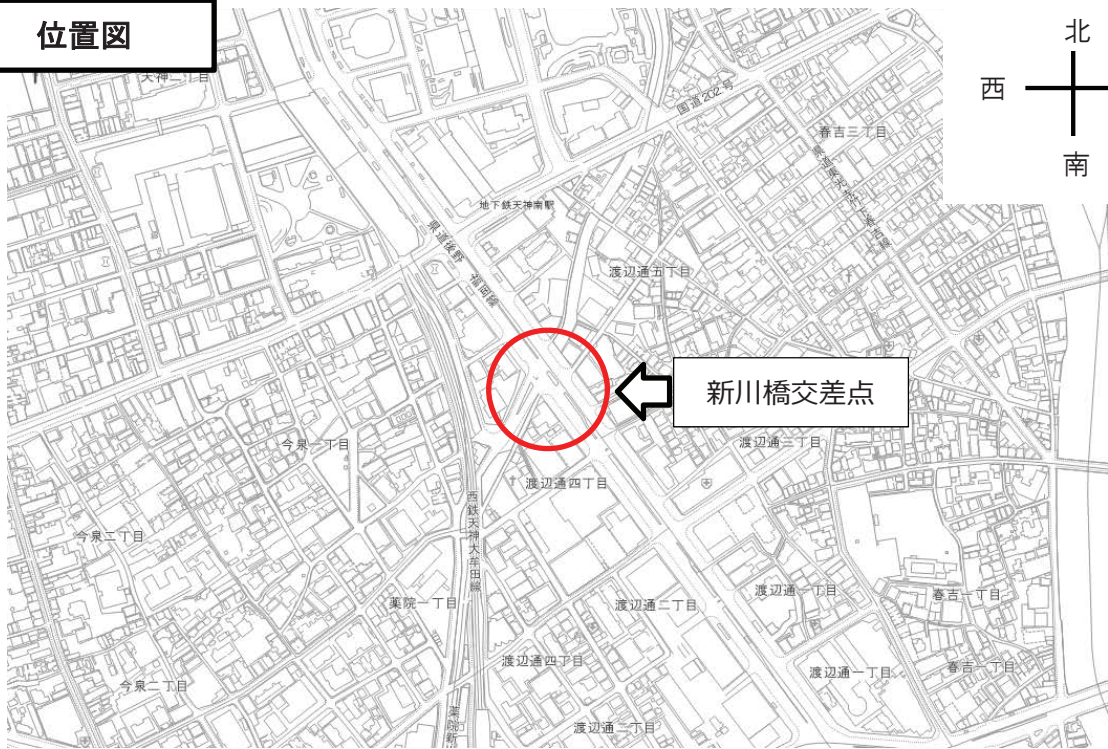 位置図
北
西
南
天神二丁目
国道202号
春吉三丁目
地下鉄天神南駅
県道後野
福岡線
渡辺通五丁目
新川橋交差点
今泉一丁目
渡辺通三丁目
渡辺通四丁目
西鉄天神大牟田線
今泉二丁目
薬院一丁目
渡辺通二丁目
渡辺通一丁目
春吉一丁目
渡辺通四丁目
渡辺通一丁目
春吉一丁目
今泉二丁目
渡辺通二丁目